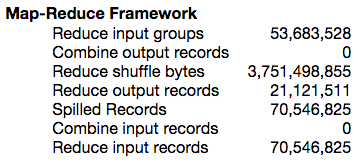 Map-Reduce Framework
Reduce input groups 53,683,528
Combine output records 0
Reduce shuffle bytes 3,751,498,855
Reduce output records 21,121,511
Spilled Records 70,546,825
Combine input records 0
Reduce input records 70,546,825